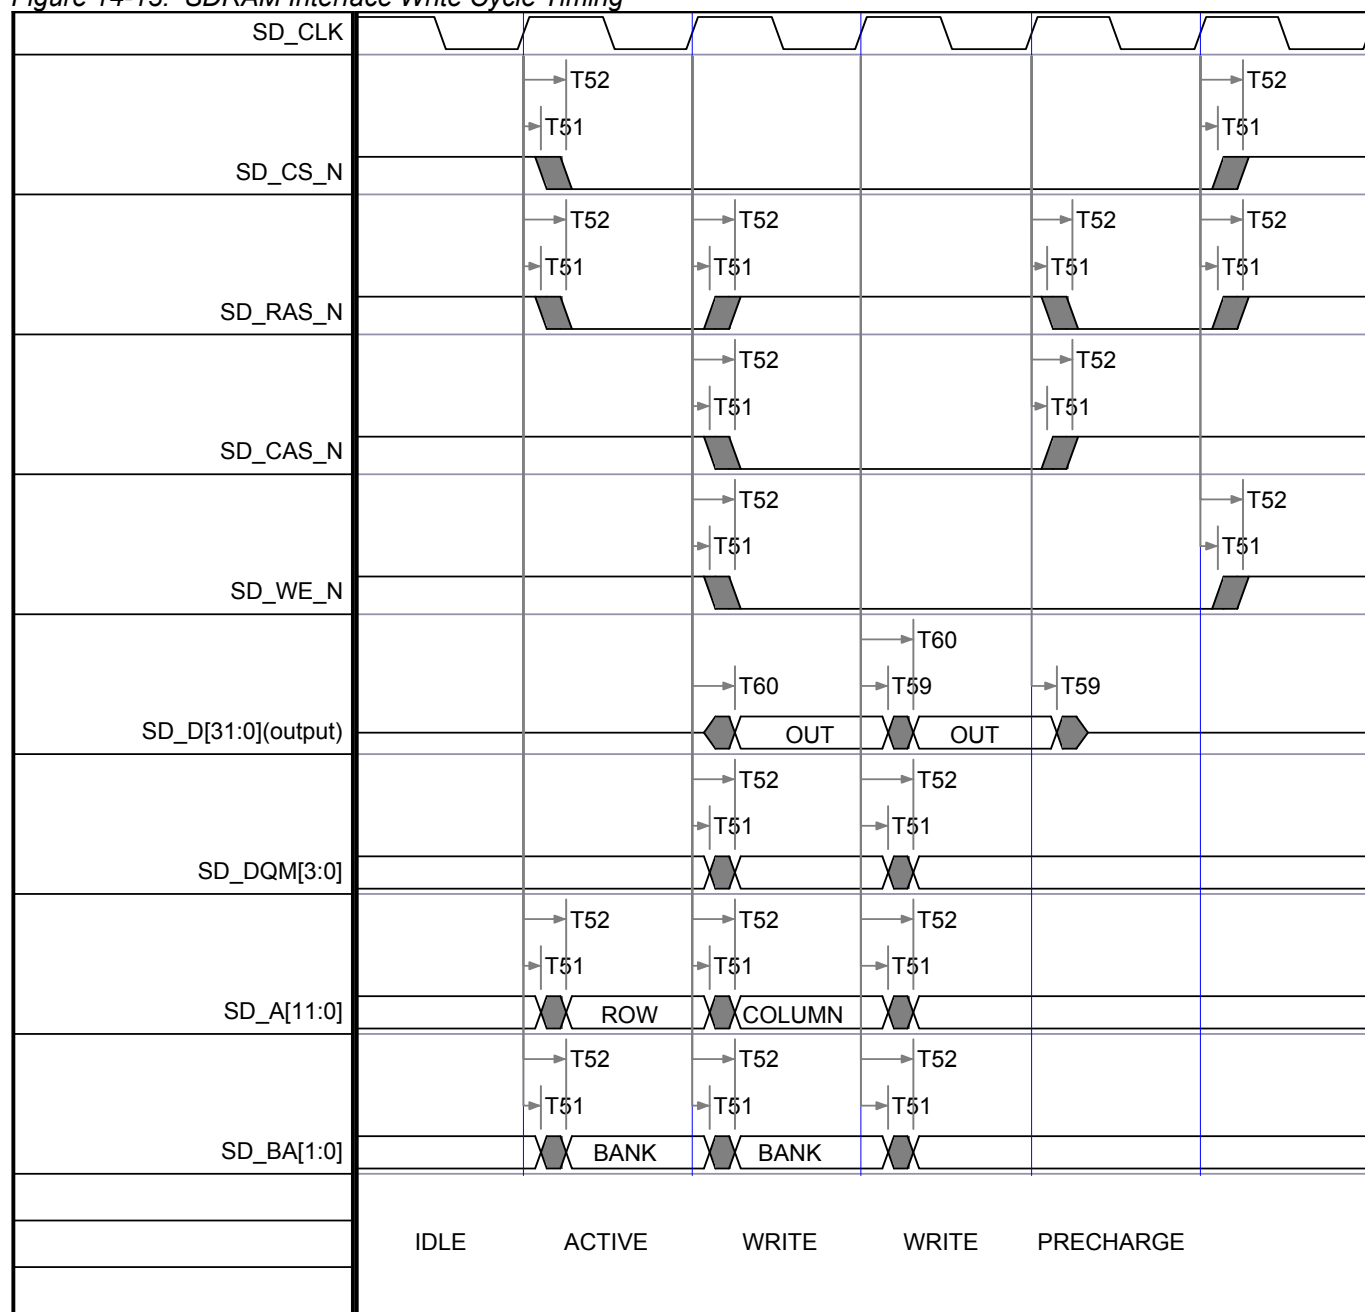 Figure 14-15. SDRAM Interface Write Cycle Timing
SD_CLK
T52 T52
T51 T51
SD_CS_N
T52 T52 T52 T52
T51 T51 T51 T51
SD_RAS_N
T52 T52
T51 T51
SD_CAS_N
T52 T52
T51 T51
SD_WE_N
T60
T60 T59 T59
SD_D[31:0](output) OUT OUT
T52 T52
T51 T51
SD_DQM[3:0]
T52 T52 T52
T51 T51 T51
SD_A[11:0] ROW COLUMN
T52 T52 T52
T51 T51 T51
SD_BA[1:0] BANK BANK
IDLE ACTIVE WRITE WRITE PRECHARGE